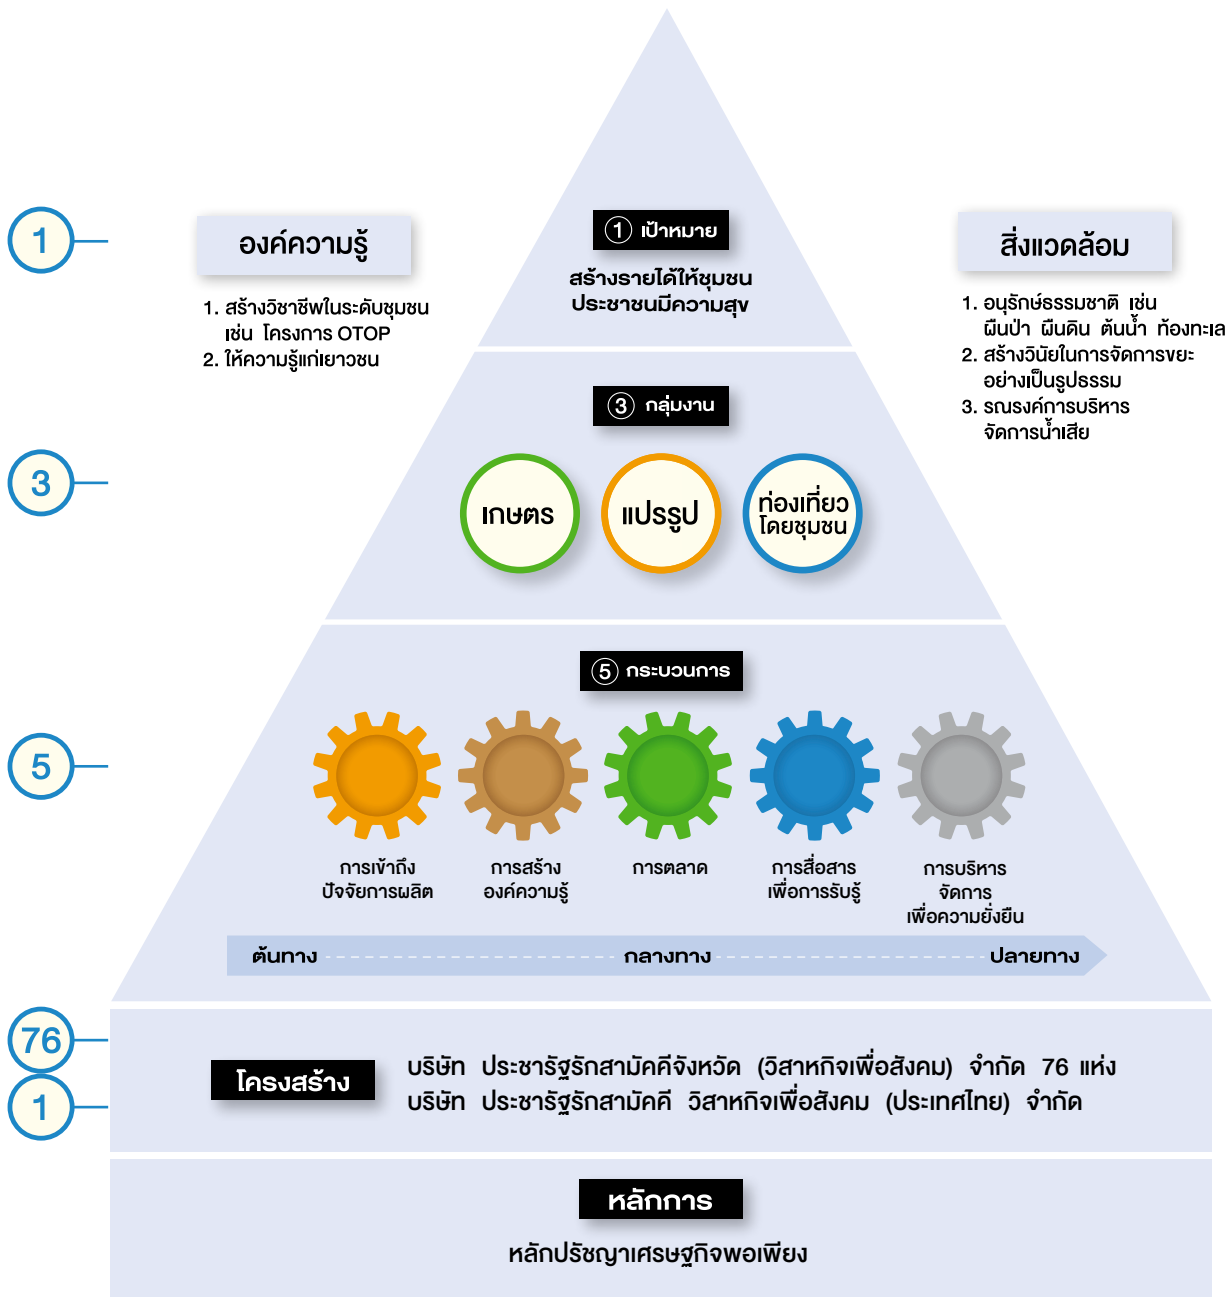 1
องค์ความรู้
1. สร้างวิชาชีพในระดับชุมชน
เช่น โครงการ OTOP
2. ให้ความรู้แก่เยาวชน
1 เป้าหมาย
สร้างรายได้ให้ชุมชน
ประชาชนมีความสุข
สิ่งแวดล้อม
1. อนุรักษ์ธรรมชาติ เช่น
ผืนป่า ผืนดิน ต้นน้ำ ท้องทะเล
2. สร้างวินัยในการจัดการขยะ
อย่างเป็นรูปธรรม
3. รณรงค์การบริหาร
จัดการน้ำเสีย
3
3 กลุ่มงาน
เกษตร
แปรรูป
ท่องเที่ยว
โดยชุมชน
5
5 กระบวนการ
การเข้าถึง
ปัจจัยการผลิต
การสร้าง
องค์ความรู้
การตลาด
การสื่อสาร
เพื่อการรับรู้
การบริหาร
จัดการ
เพื่อความยั่งยืน
ต้นทาง กลางทาง ปลายทาง
76
1
โครงสร้าง
บริษัท ประชารัฐรักสามัคคีจังหวัด (วิสาหกิจเพื่อสังคม) จำกัด 76 แห่ง
บริษัท ประชารัฐรักสามัคคี วิสาหกิจเพื่อสังคม (ประเทศไทย) จำกัด
หลักการ
หลักปรัชญาเศรษฐกิจพอเพียง